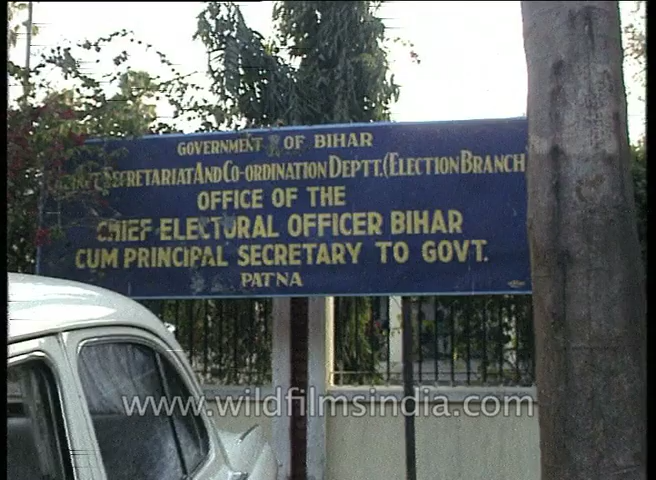 GOVERNMENT OF BIHAR
SECRETARIAT AND CO-ORDINATION DEPTT. (ELECTION BRANCH
OFFICE OF THE
CHIEF ELECTORAL OFFICER BIHAR
CUM PRINCIPAL SECRETARY TO GOVT.
PATNA
www.wildfilmsindia.com